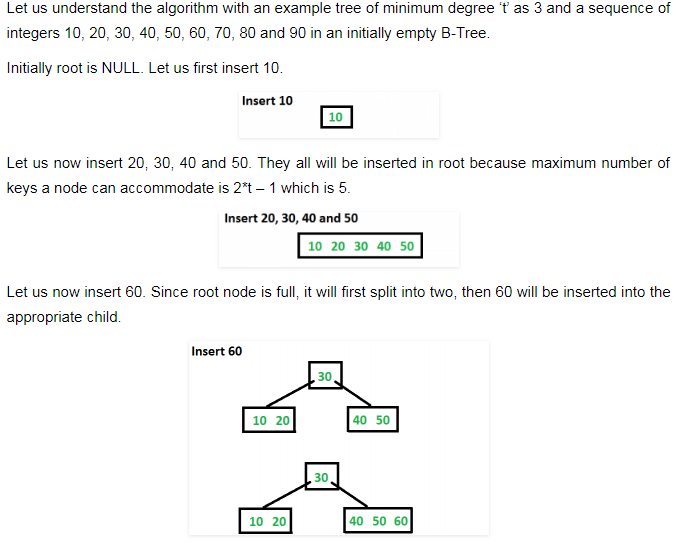 Let us understand the algorithm with an example tree of minimum degree ‘t’ as 3 and a sequence of
integers 10, 20, 30, 40, 50, 60, 70, 80 and 90 in an initially empty B-Tree.
Initially root is NULL. Let us first insert 10.
Insert 10
10
Let us now insert 20, 30, 40 and 50. They all will be inserted in root because maximum number of
keys a node can accommodate is 2*t – 1 which is 5.
Insert 20, 30, 40 and 50
10 20 30 40 50
Let us now insert 60. Since root node is full, it will first split into two, then 60 will be inserted into the
appropriate child.
Insert 60
30
10 20 40 50
30
10 20 40 50 60